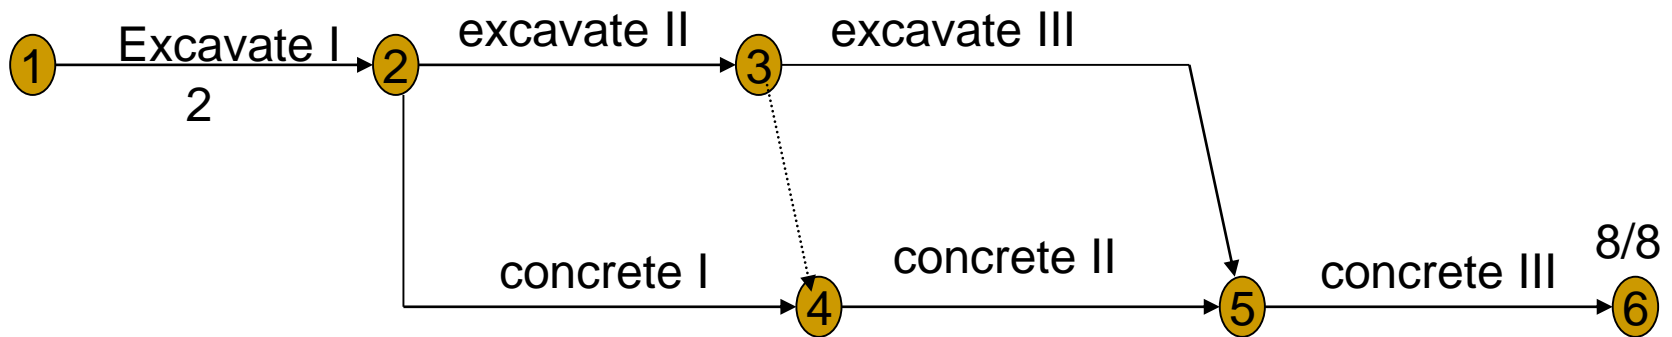 1
Excavate I
2
2
excavate II
3
excavate III
concrete I
4
concrete II
5
concrete III
8/8
6